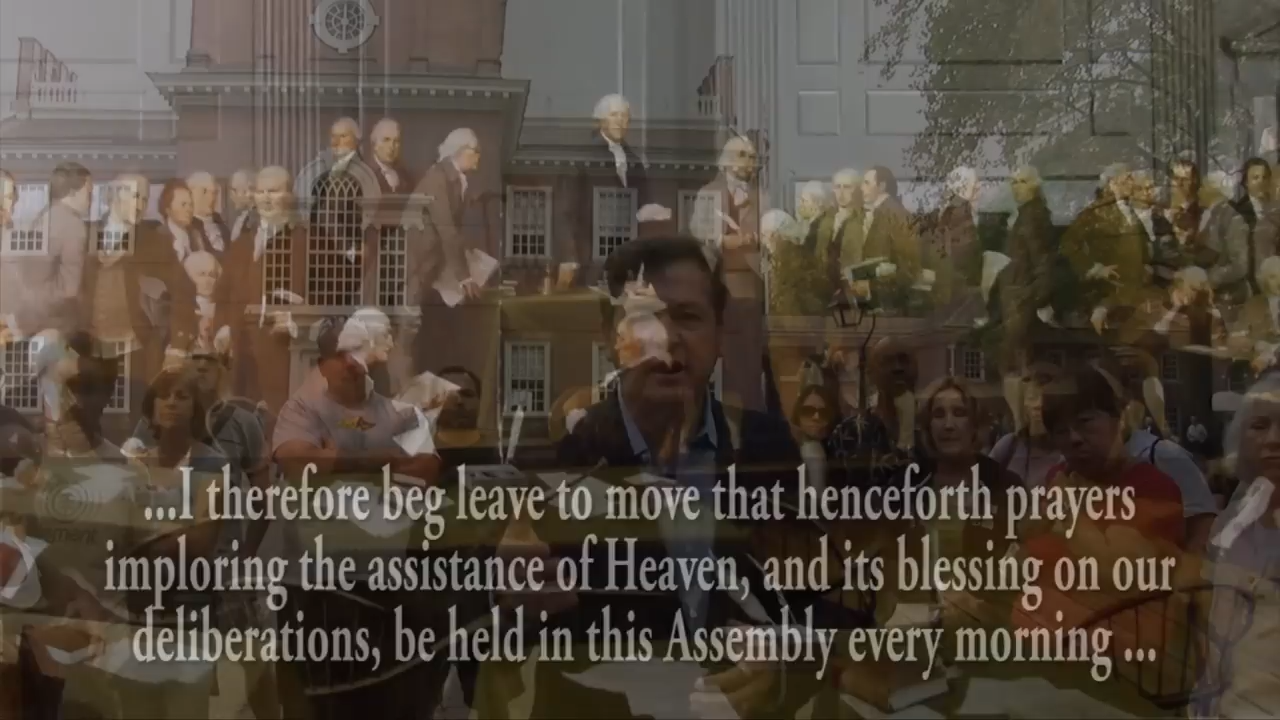 ...I therefore beg leave to move that henceforth prayers
imploring the assistance of Heaven, and its blessing on our
deliberations, be held in this Assembly every morning ...